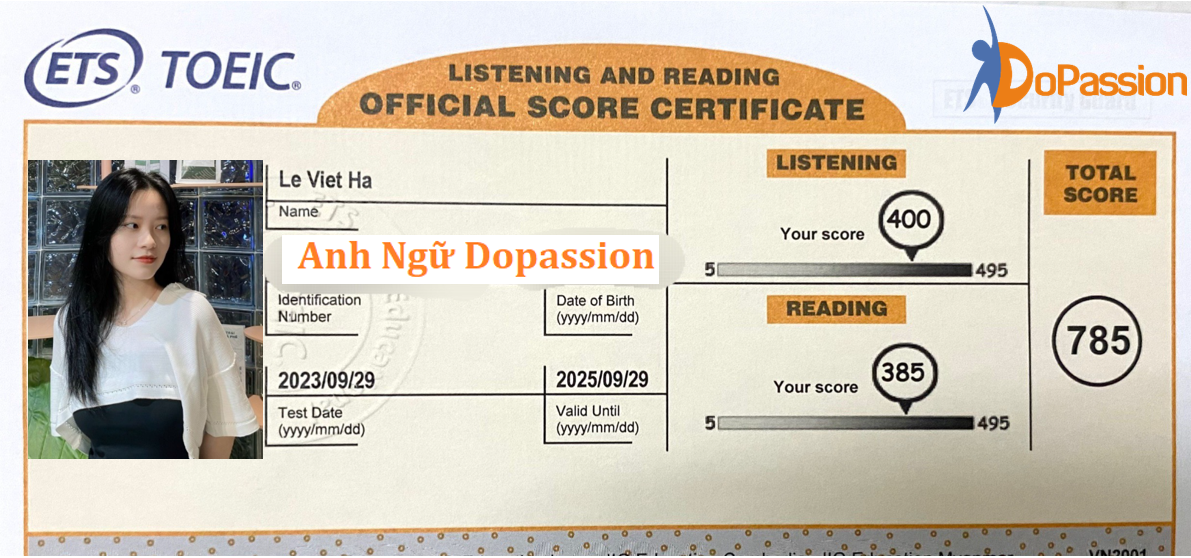 ETS® TOEIC®
LISTENING AND READING
OFFICIAL SCORE CERTIFICATE
DoPassion
Le Viet Ha
Name
Anh Ngữ Dopassion
Identification
Number
Date of Birth
(yyyy/mm/dd)
2023/09/29
Test Date
(yyyy/mm/dd)
2025/09/29
Valid Until
(yyyy/mm/dd)
LISTENING
Your score
400
5
495
READING
Your score
385
5
495
TOTAL
SCORE
785